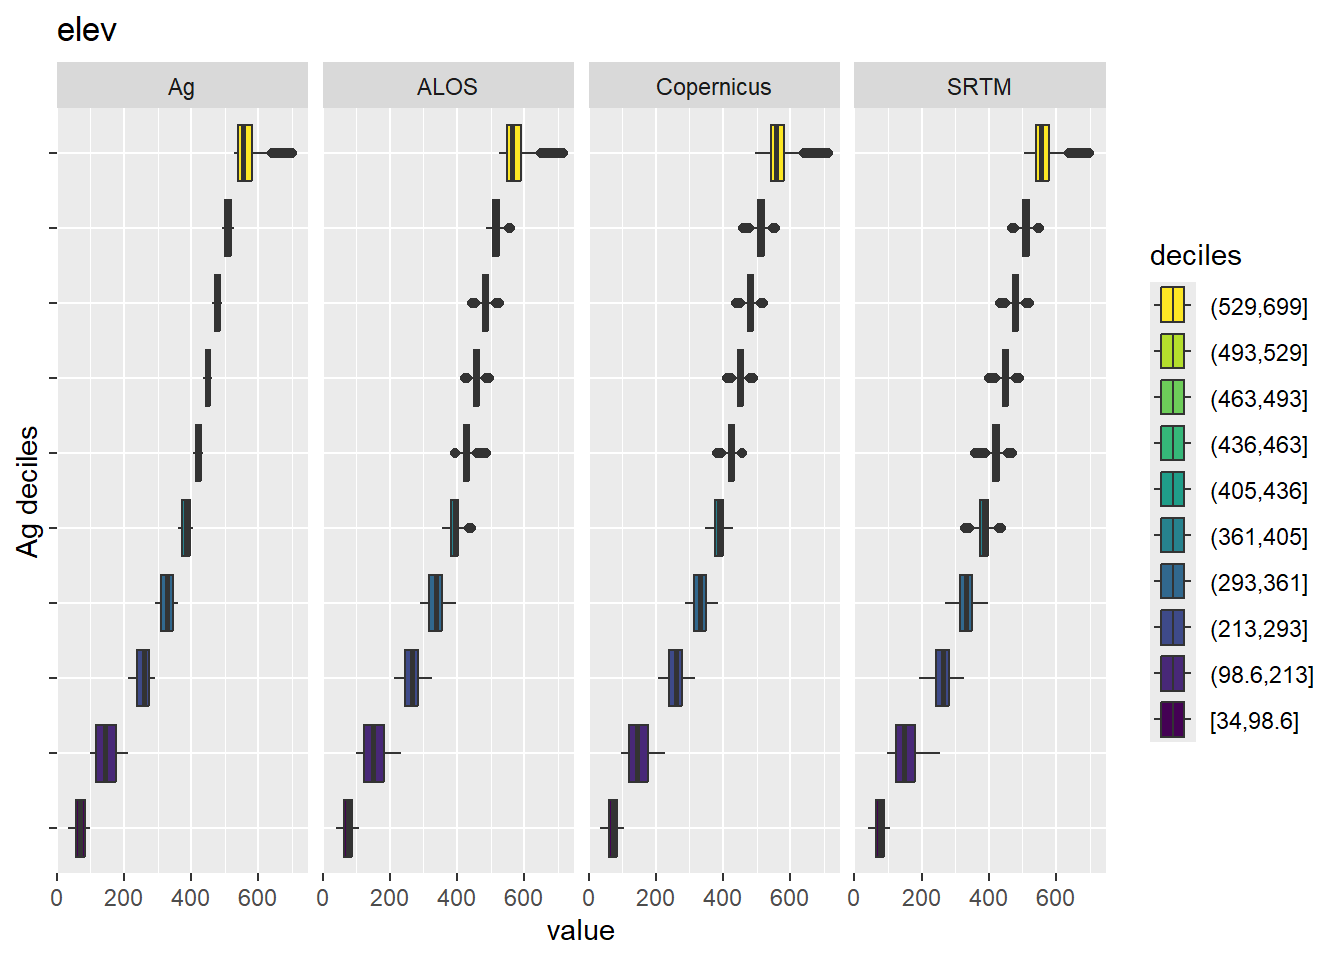 elev
Ag ALOS Copernicus SRTM
Ag deciles
0 200 400 600 0 200 400 600 0 200 400 600 0 200 400 600
value
deciles
(529,699]
(493,529]
(463,493]
(436,463]
(405,436]
(361,405]
(293,361]
(213,293]
(98.6,213]
[34,98.6]